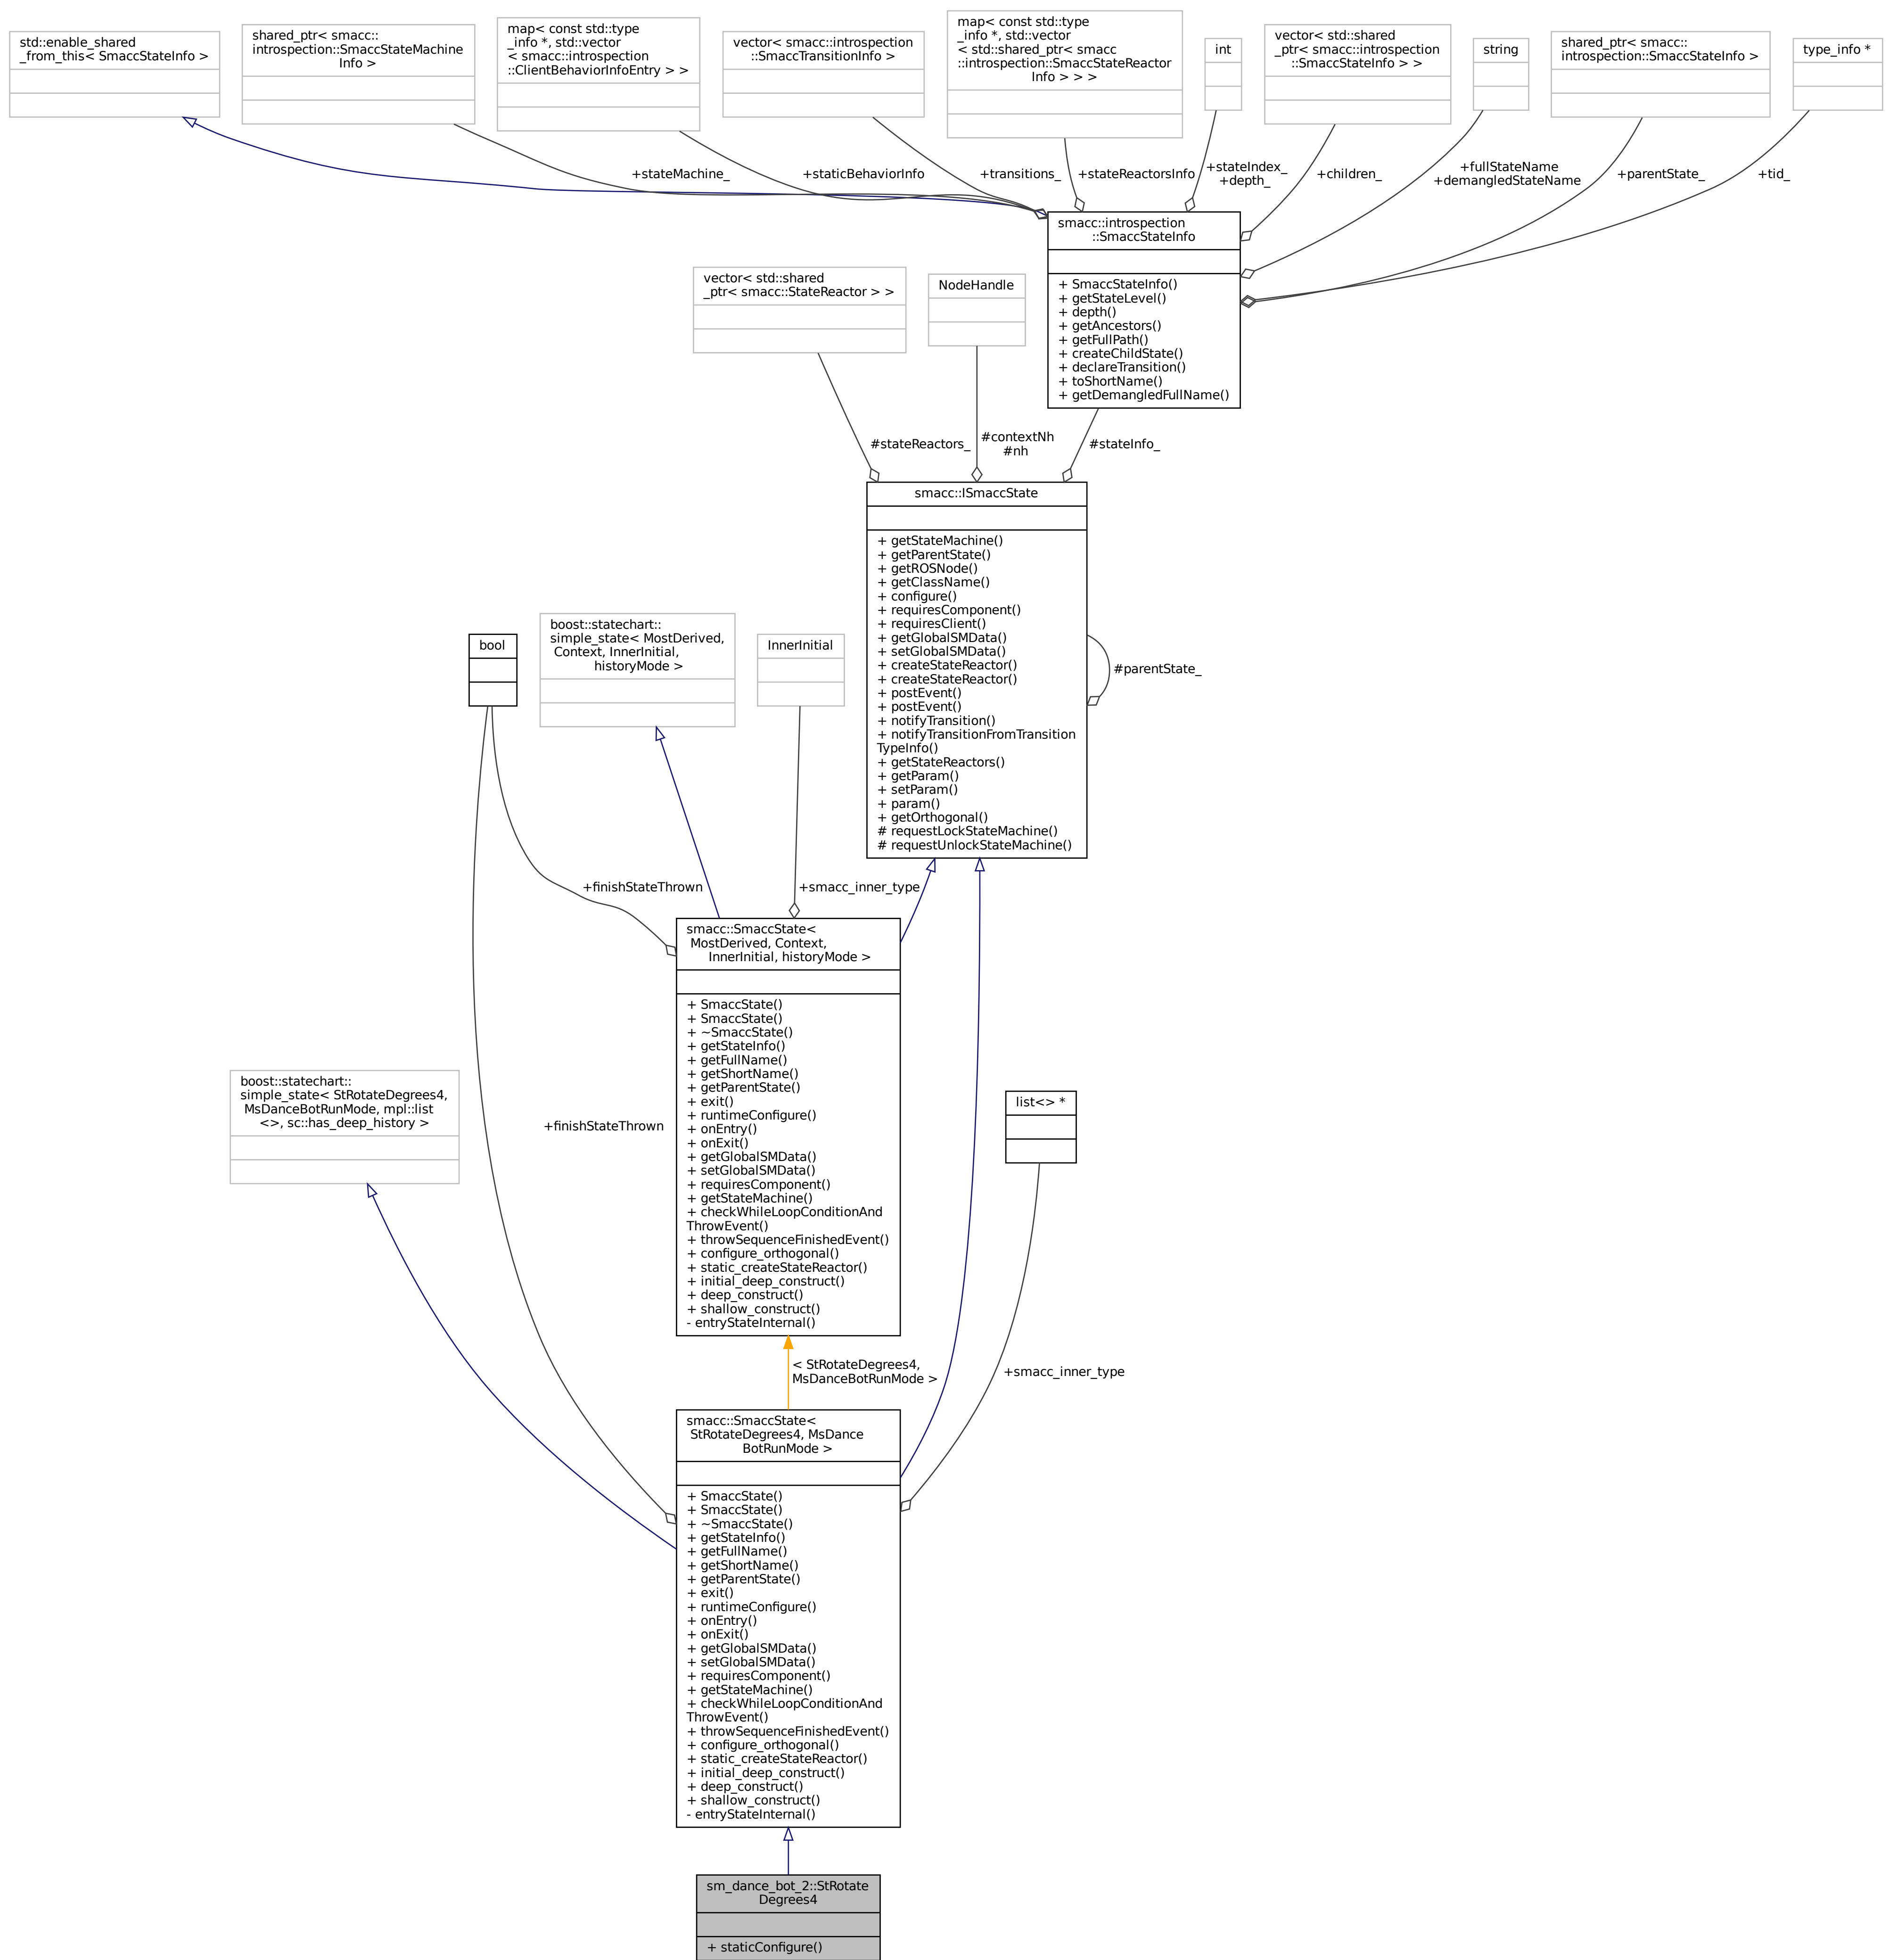 std::enable_shared
_from_this< SmaccStateInfo >
shared_ptr< smacc::
introspection::SmaccStateMachine
Info >
map< const std::type
_info *, std::vector
< smacc::introspection
::ClientBehaviorInfoEntry > >
vector< smacc::introspection
::SmaccTransitionInfo >
map< const std::type
_info *, std::vector
< std::shared_ptr< smacc
::introspection::SmaccStateReactor
Info > > >
int
vector< std::shared
_ptr< smacc::introspection
::SmaccStateInfo > >
string
shared_ptr< smacc::
introspection::SmaccStateInfo >
type_info *
+stateMachine_
+staticBehaviorInfo
+transitions_
+stateReactorsInfo
+stateIndex_
+depth_
+children_
+fullStateName
+demangledStateName
+parentState_
+tid_
smacc::introspection
::SmaccStateInfo
+ SmaccStateInfo()
+ getStateLevel()
+ depth()
+ getAncestors()
+ getFullPath()
+ createChildState()
+ declareTransition()
+ toShortName()
+ getDemangledFullName()
vector< std::shared
_ptr< smacc::StateReactor > >
NodeHandle
#stateReactors_
#contextNh
#nh
#stateInfo_
smacc::ISmaccState
+ getStateMachine()
+ getParentState()
+ getROSNode()
+ getClassName()
+ configure()
+ requiresComponent()
+ requiresClient()
+ getGlobalSMData()
+ setGlobalSMData()
+ createStateReactor()
+ createStateReactor()
+ postEvent()
+ postEvent()
+ notifyTransition()
+ notifyTransitionFromTransition
TypeInfo()
+ getStateReactors()
+ getParam()
+ setParam()
+ param()
+ getOrthogonal()
# requestLockStateMachine()
# requestUnlockStateMachine()
#parentState_
bool
boost::statechart::
simple_state< MostDerived,
Context, InnerInitial,
historyMode >
InnerInitial
+finishStateThrown
+smacc_inner_type
smacc::SmaccState<
MostDerived, Context,
InnerInitial, historyMode >
+ SmaccState()
+ SmaccState()
+ ~SmaccState()
+ getStateInfo()
+ getFullName()
+ getShortName()
+ getParentState()
+ exit()
+ runtimeConfigure()
+ onEntry()
+ onExit()
+ getGlobalSMData()
+ setGlobalSMData()
+ requiresComponent()
+ getStateMachine()
+ checkWhileLoopConditionAnd
ThrowEvent()
+ throwSequenceFinishedEvent()
+ configure_orthogonal()
+ static_createStateReactor()
+ initial_deep_construct()
+ deep_construct()
+ shallow_construct()
- entryStateInternal()
boost::statechart::
simple_state< StRotateDegrees4,
MsDanceBotRunMode, mpl::list
<>, sc::has_deep_history >
+finishStateThrown
list<> *
< StRotateDegrees4,
MsDanceBotRunMode >
+smacc_inner_type
smacc::SmaccState<
StRotateDegrees4, MsDance
BotRunMode >
+ SmaccState()
+ SmaccState()
+ ~SmaccState()
+ getStateInfo()
+ getFullName()
+ getShortName()
+ getParentState()
+ exit()
+ runtimeConfigure()
+ onEntry()
+ onExit()
+ getGlobalSMData()
+ setGlobalSMData()
+ requiresComponent()
+ getStateMachine()
+ checkWhileLoopConditionAnd
ThrowEvent()
+ throwSequenceFinishedEvent()
+ configure_orthogonal()
+ static_createStateReactor()
+ initial_deep_construct()
+ deep_construct()
+ shallow_construct()
- entryStateInternal()
sm_dance_bot_2::StRotate
Degrees4
+ staticConfigure()